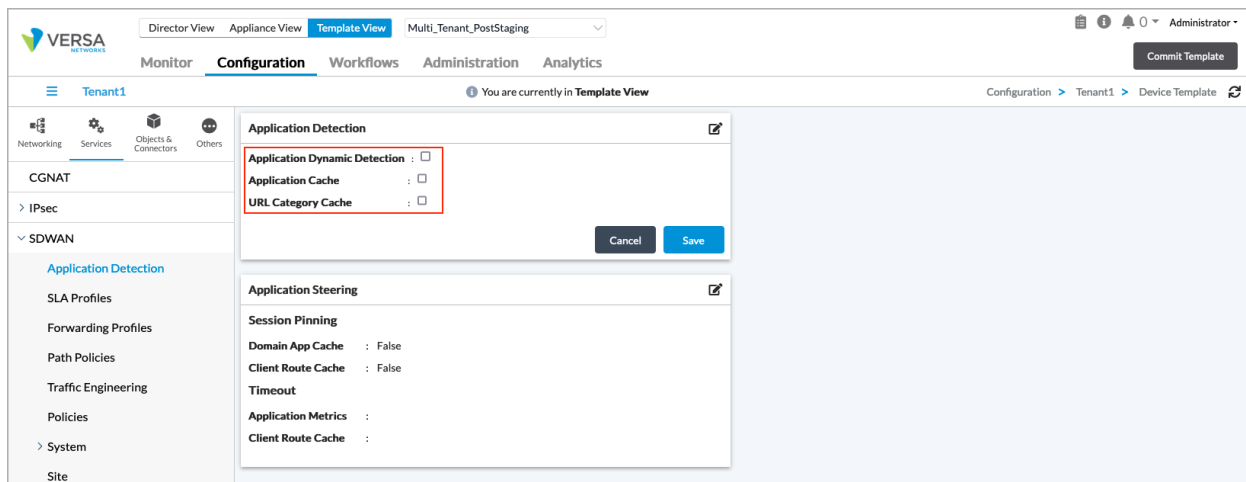 Director View Appliance View Template View Multi_Tenant_PostStaging 0 Administrator
VERSA
NETWORKS
Monitor Configuration Workflows Administration Analytics Commit Template
Tenant1 You are currently in Template View Configuration > Tenant1 > Device Template
Networking Services Objects & Connectors Others
CGNAT
> IPsec
SDWAN
Application Detection
SLA Profiles
Forwarding Profiles
Path Policies
Traffic Engineering
Policies
> System
Site
Application Detection
Application Dynamic Detection :
Application Cache :
URL Category Cache :
Cancel Save
Application Steering
Session Pinning
Domain App Cache : False
Client Route Cache : False
Timeout
Application Metrics :
Client Route Cache :